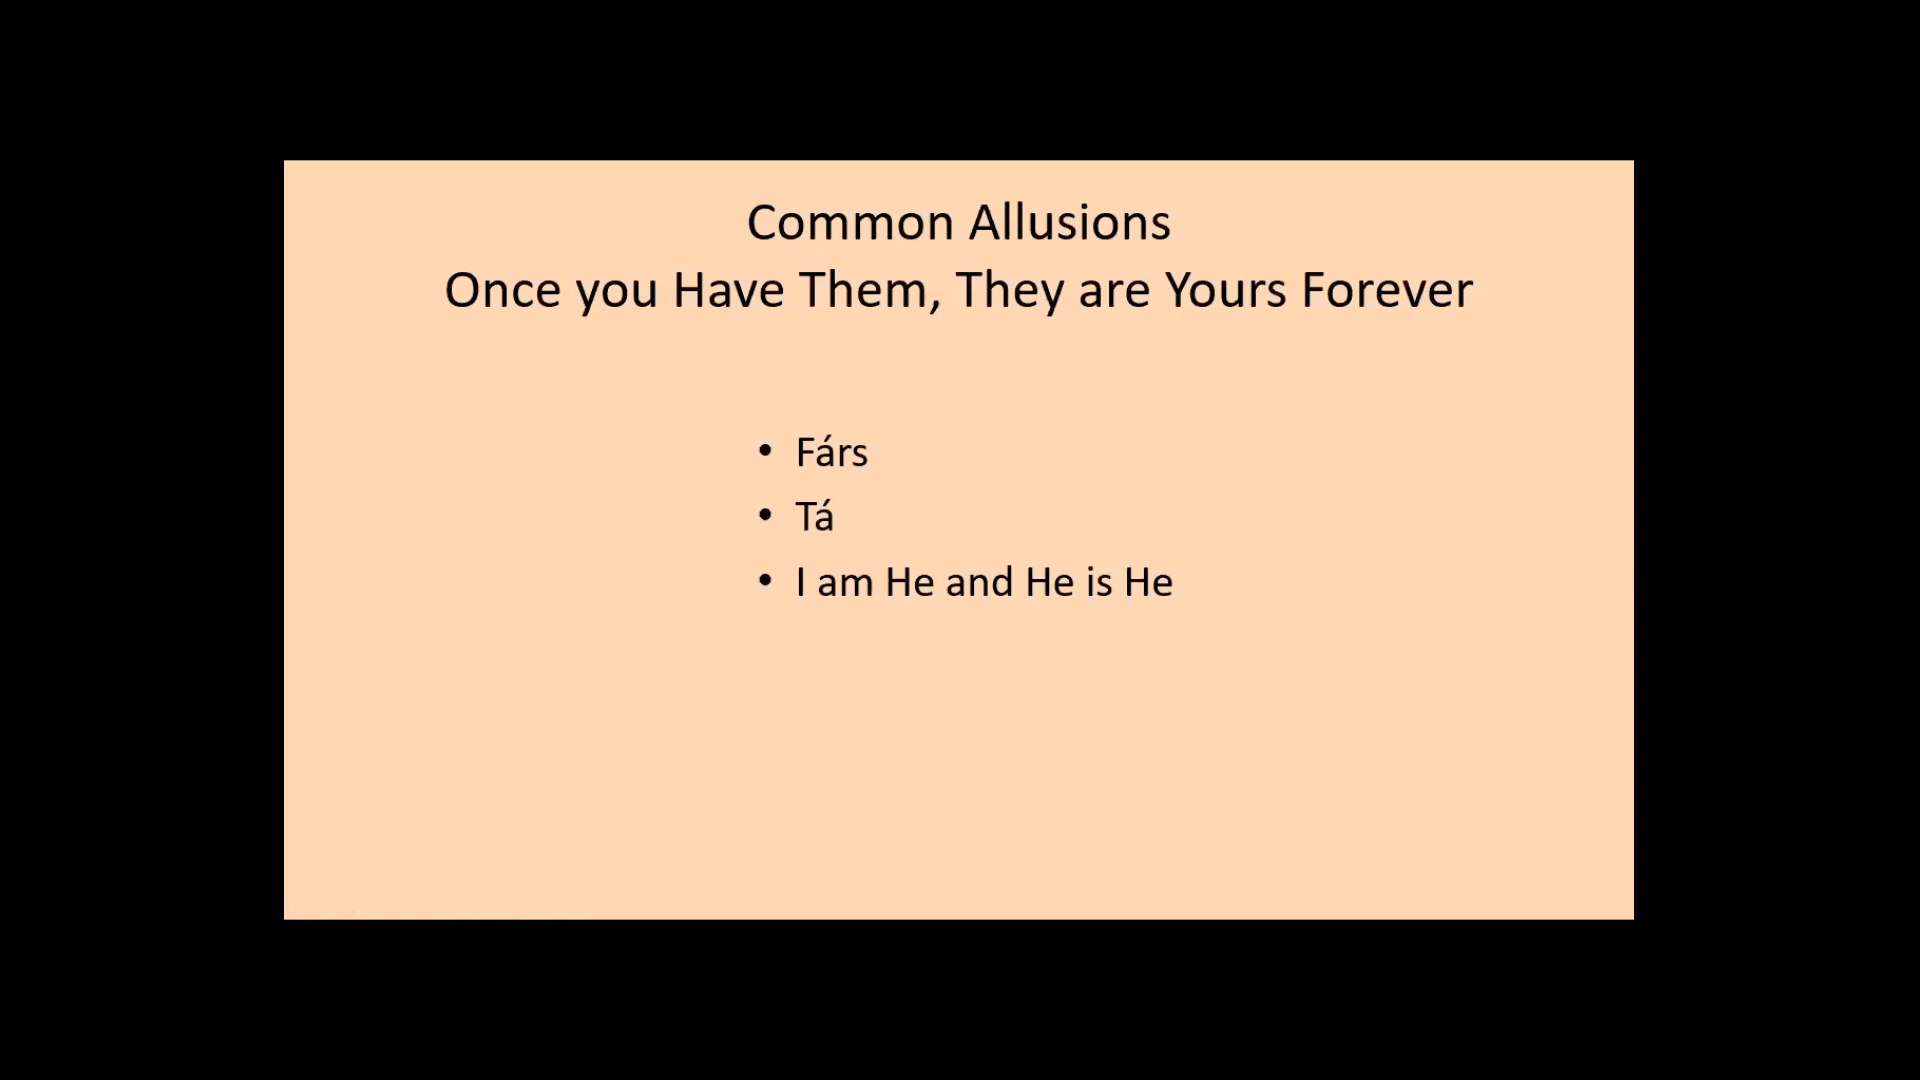 Common Allusions
Once you Have Them, They are Yours Forever
• Fárs
• Tá
• I am He and He is He